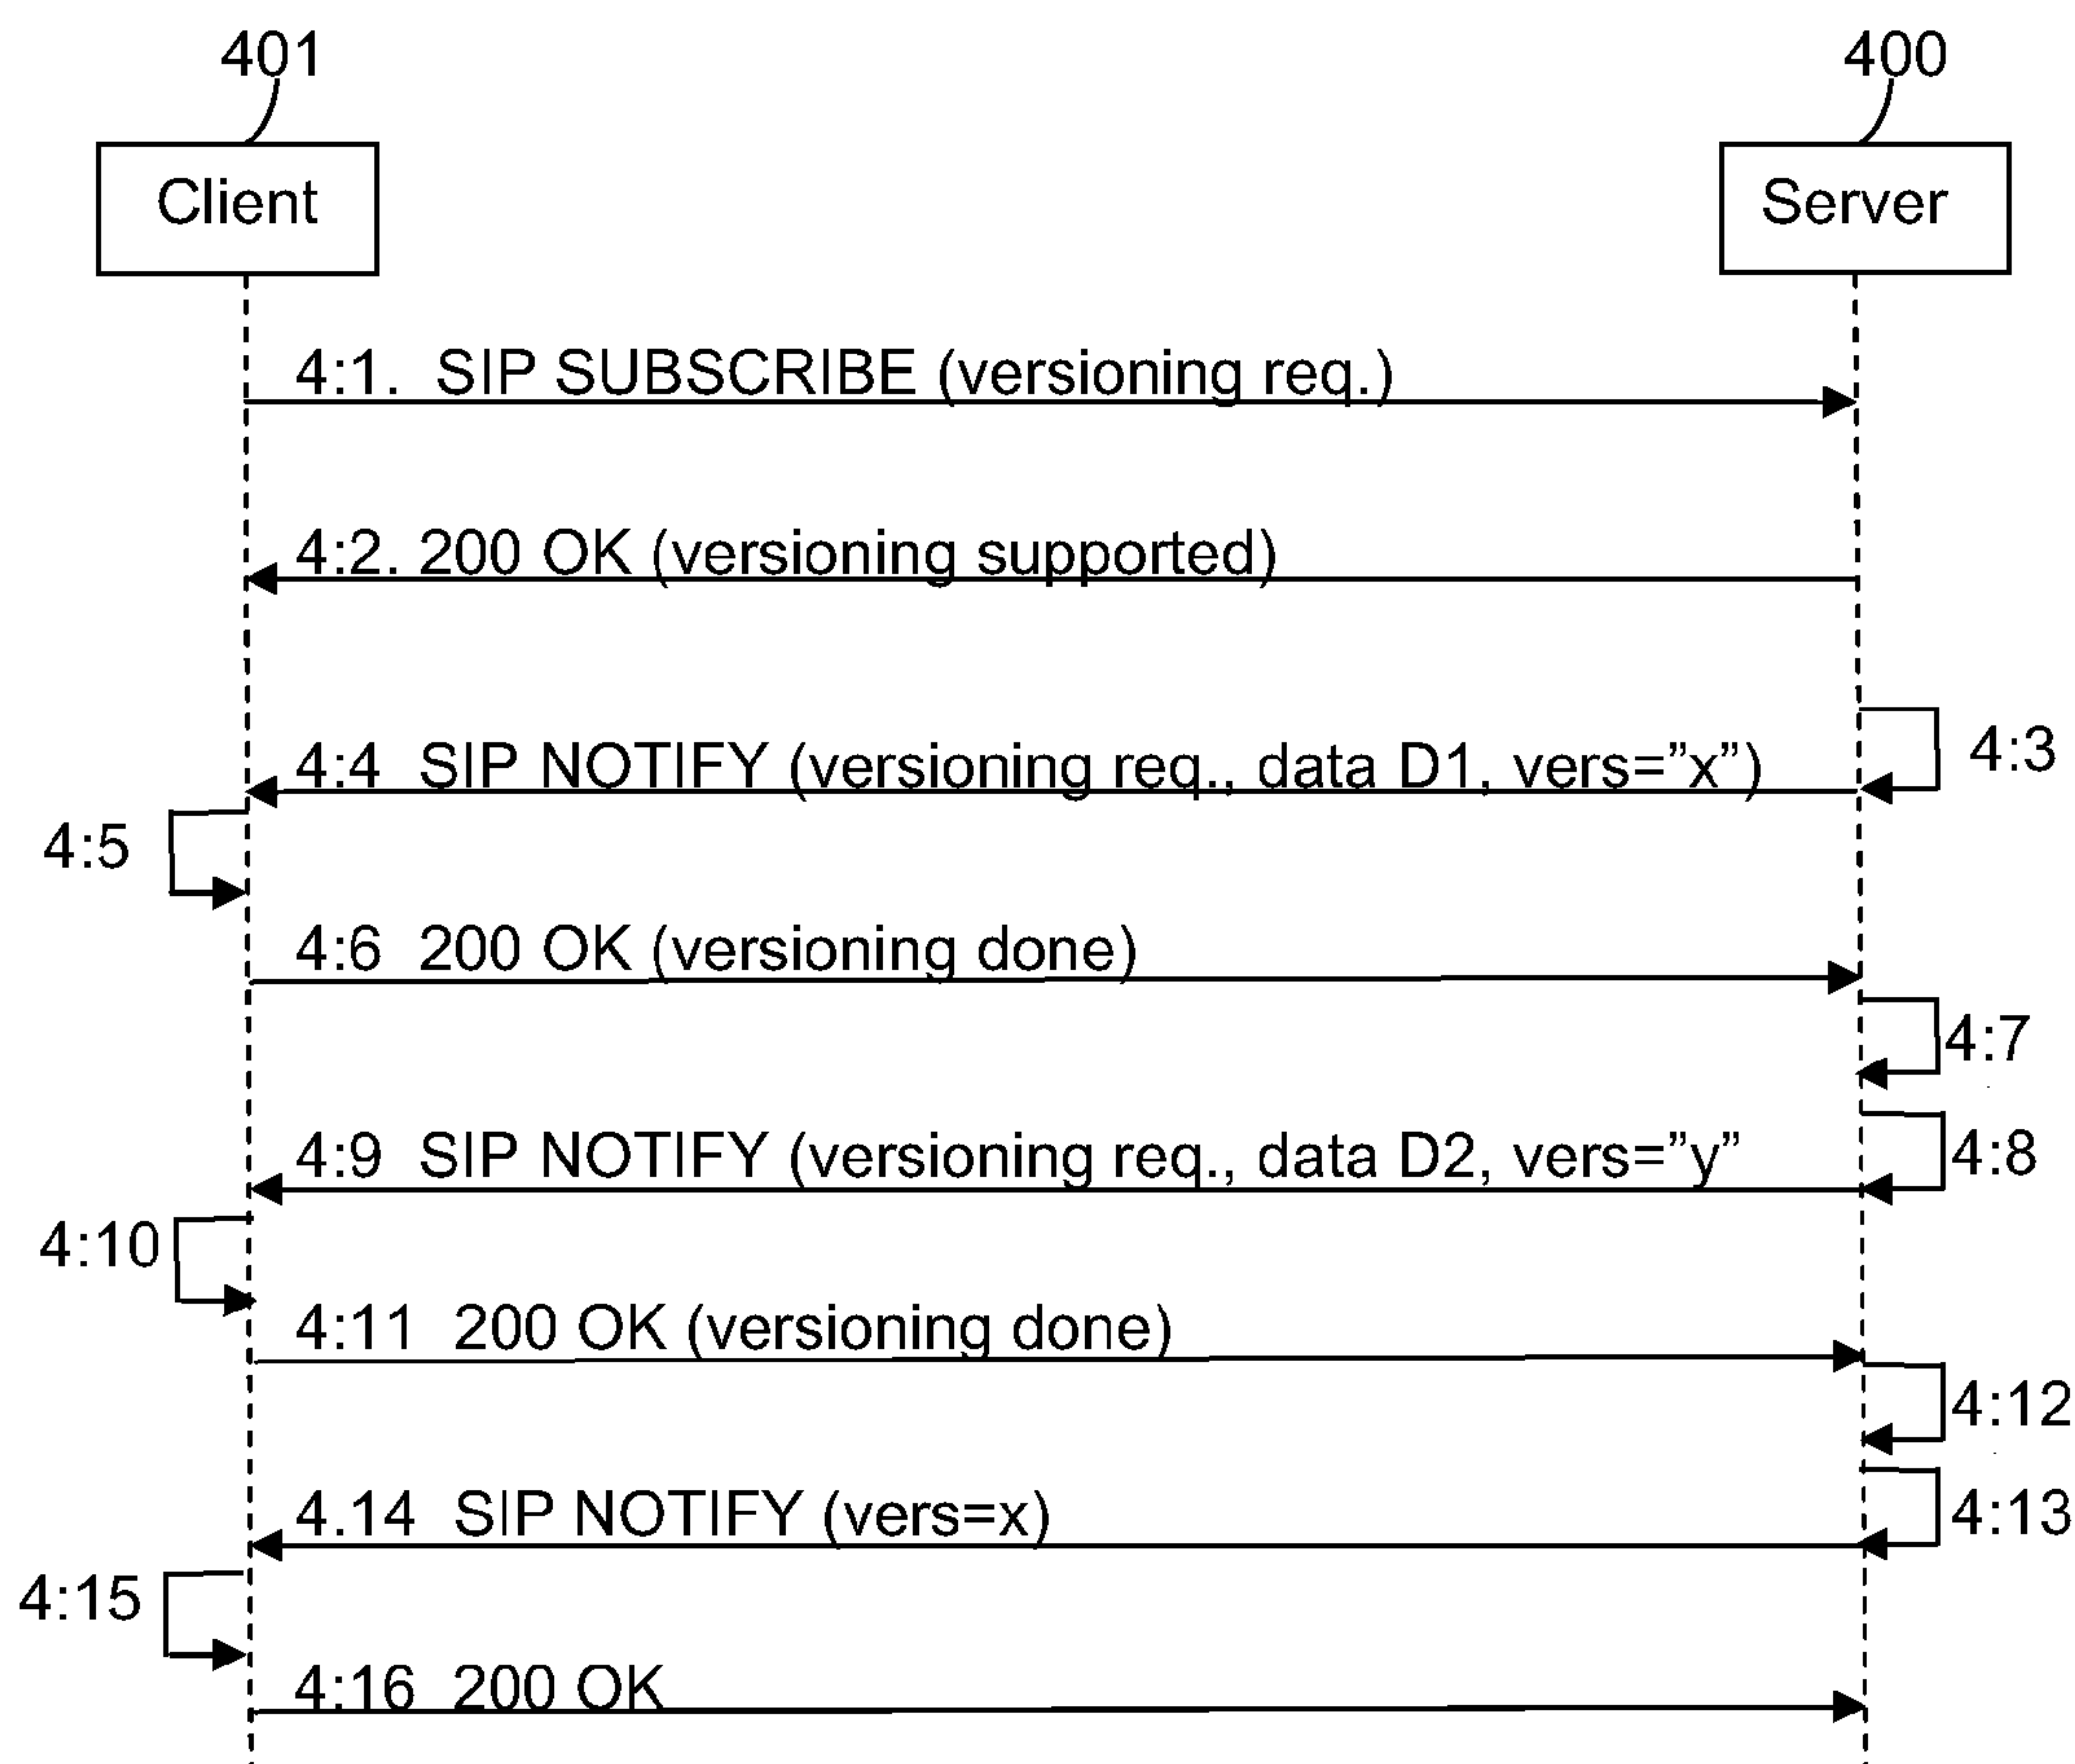 401
400
Client
Server
4:1. SIP SUBSCRIBE (versioning req.)
4:2. 200 OK (versioning supported)
4:3
4:4 SIP NOTIFY (versioning req., data D1, vers=”x”)
4:5
4:6 200 OK (versioning done)
4:7
4:9 SIP NOTIFY (versioning req., data D2, vers=”y”
4:8
4:10
4:11 200 OK (versioning done)
4:12
4.14 SIP NOTIFY (vers=x)
4:13
4:15
4:16 200 OK